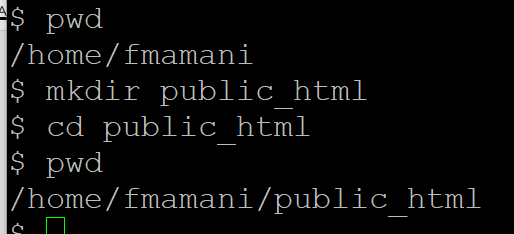 $ pwd
/home/fmamani
$ mkdir public_html
$ cd public_html
$ pwd
/home/fmamani/public_html
$